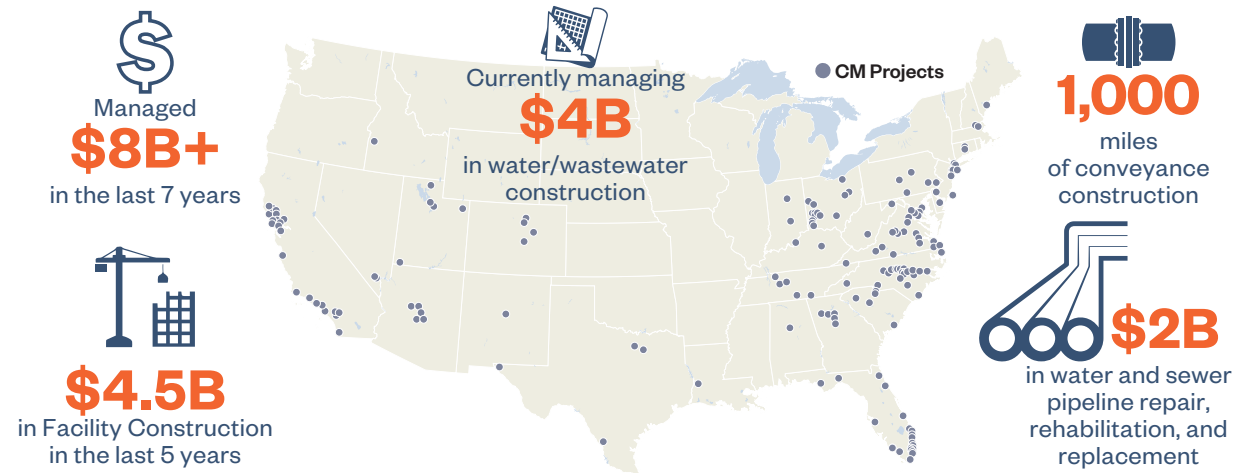 Managed
$8B+
in the last 7 years
$4.5B
in Facility Construction
in the last 5 years
Currently managing
$4B
in water/wastewater
construction
CM Projects
1,000
miles
of conveyance
construction
$2B
in water and sewer
pipeline repair,
rehabilitation, and
replacement